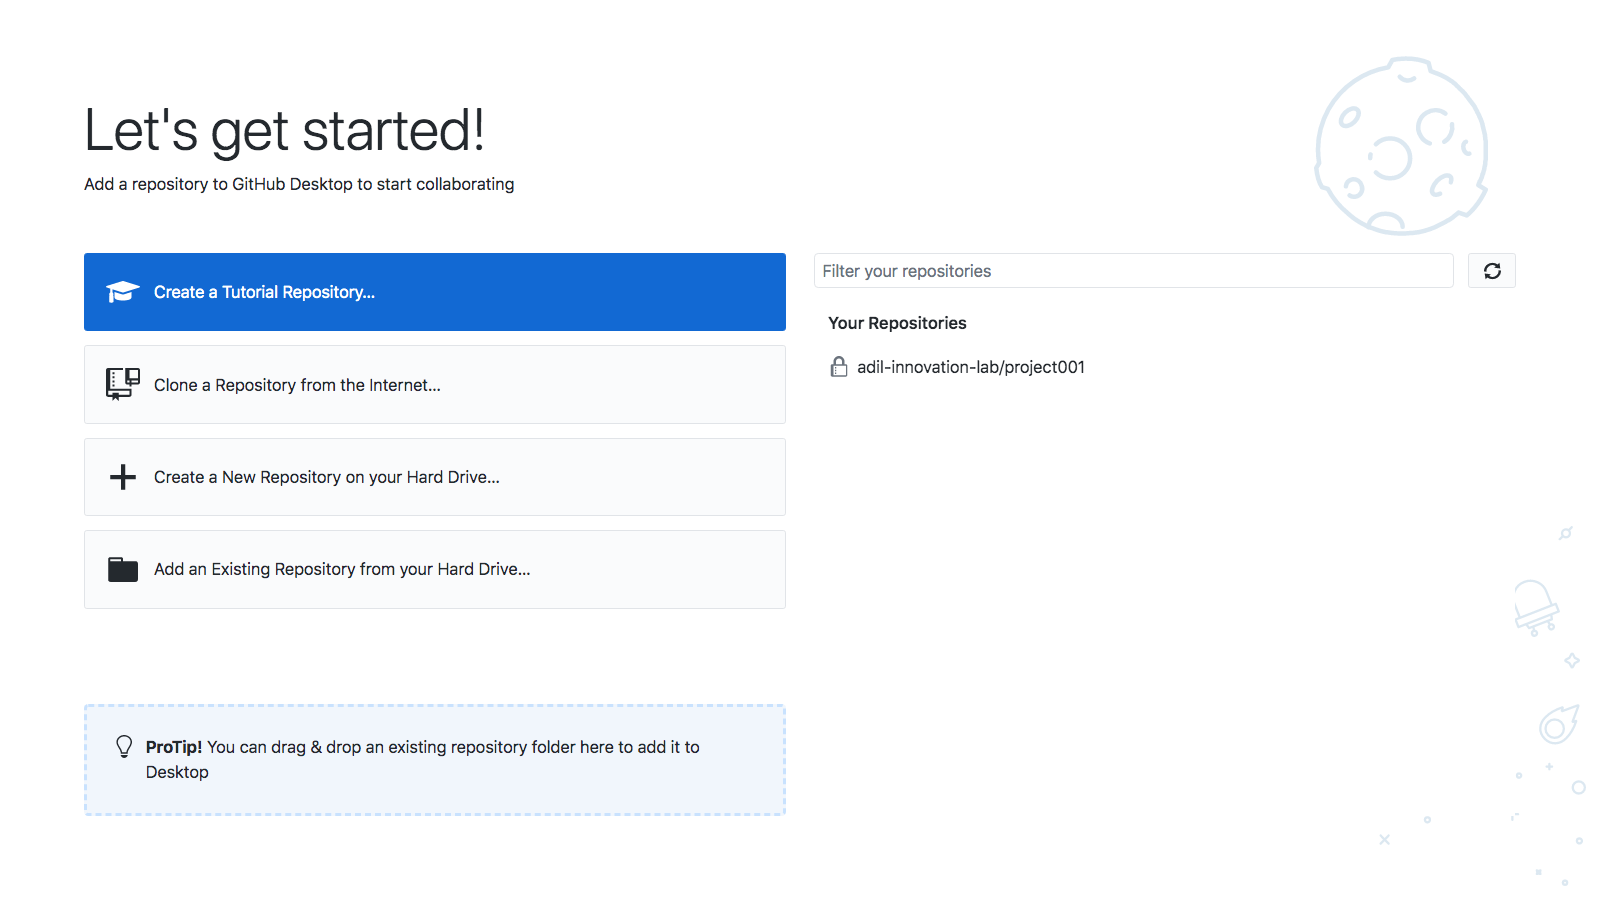 Let's get started!
Add a repository to GitHub Desktop to start collaborating
Create a Tutorial Repository...
Clone a Repository from the Internet...
Create a New Repository on your Hard Drive...
Add an Existing Repository from your Hard Drive...
ProTip! You can drag & drop an existing repository folder here to add it to
Desktop
Filter your repositories
Your Repositories
adil-innovation-lab/project001